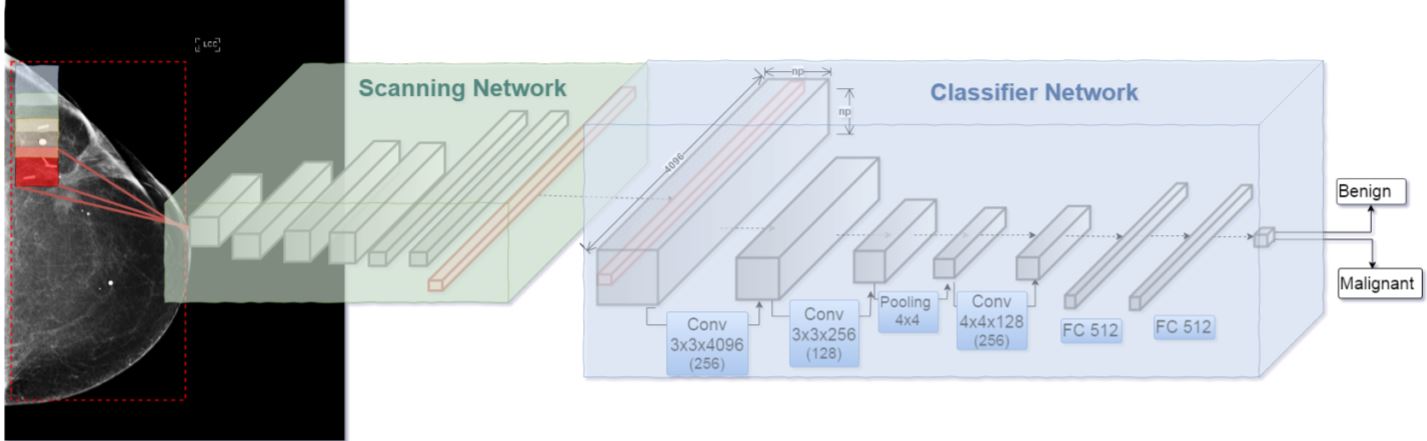 LCC
Scanning Network
Classifier Network
np
np
4096
Benign
Malignant
Conv
3x3x4096
(256)
Conv
3x3x256
(128)
Pooling
4x4
Conv
4x4x128
(256)
FC 512
FC 512